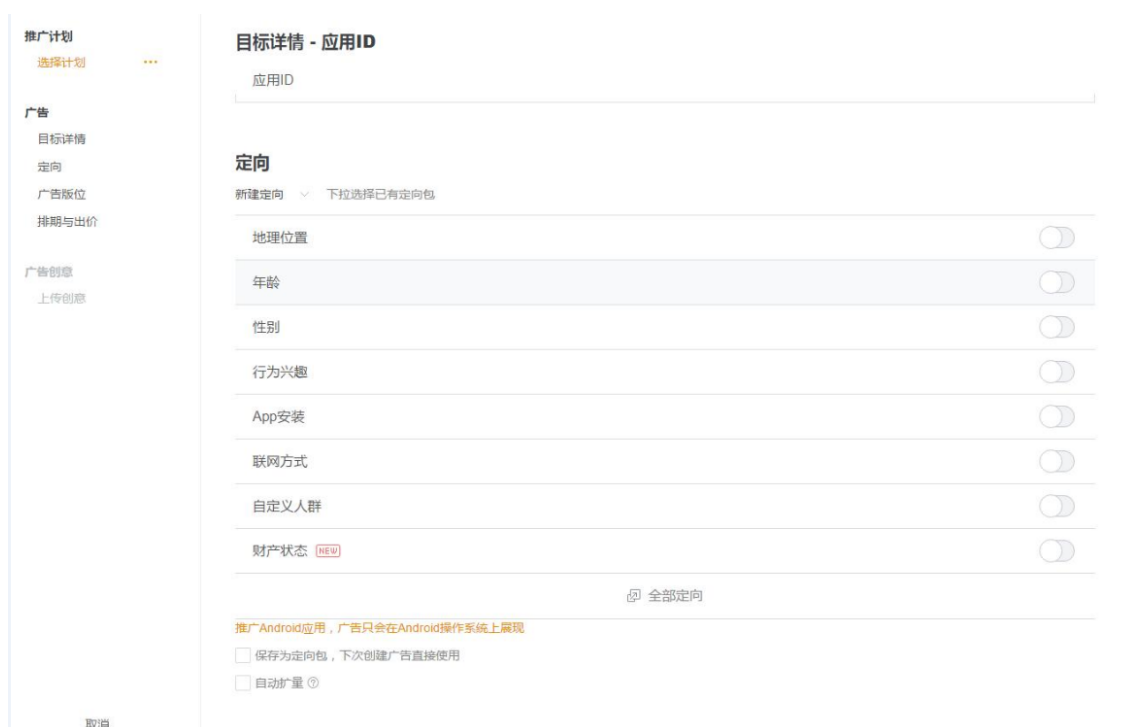 推广计划
选择计划
广告
目标详情
定向
广告版位
排期与出价
广告创意
上传创意
取消
目标详情 - 应用ID
应用ID
定向
新建定向 下拉选择已有定向包
地理位置
年龄
性别
行为兴趣
App安装
联网方式
自定义人群
财产状态 NEW
全部定向
推广Android应用，广告只会在Android操作系统上展现
保存为定向包，下次创建广告直接使用
自动扩量